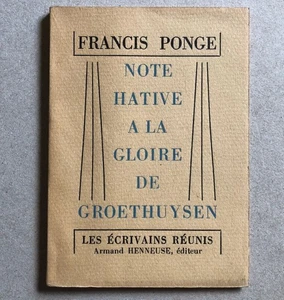 FRANCIS PONGE
NOTE
HATIVE
A LA
GLOIRE
DE
GROETHUYSEN
LES ÉCRIVAINS RÉUNIS
Armand HENNEUSE, éditeur